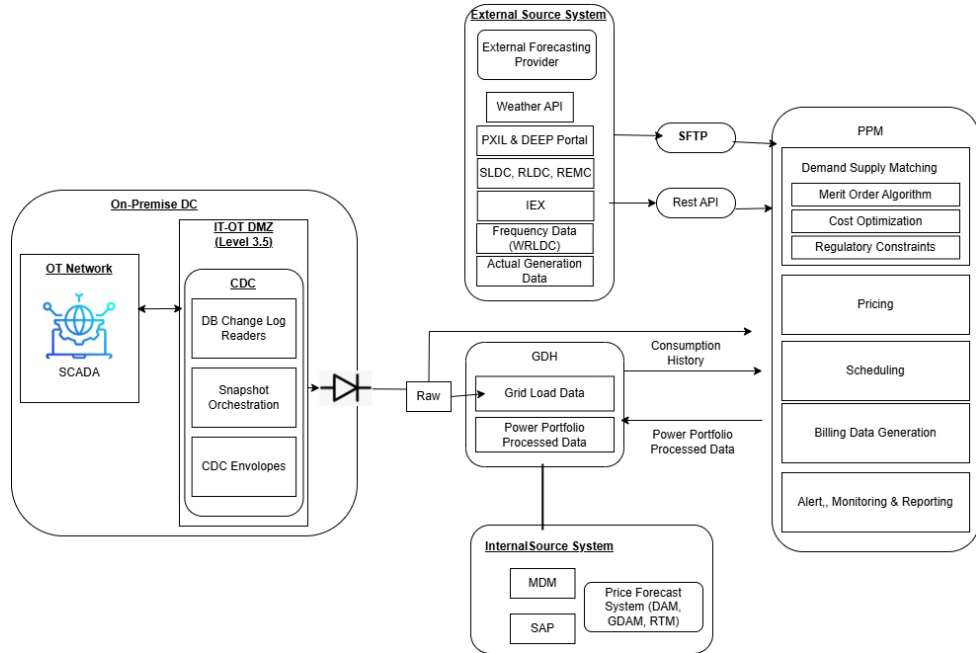 External Source System
External Forecasting
Provider
Weather API
PXIL & DEEP Portal
SLDC, RLDC, REMC
IEX
Frequency Data
(WRLDC)
Actual Generation
Data
SFTP
Rest API
PPM
Demand Supply Matching
Merit Order Algorithm
Cost Optimization
Regulatory Constraints
Pricing
Scheduling
Billing Data Generation
Alert,, Monitoring & Reporting
On-Premise DC
IT-OT DMZ
(Level 3.5)
OT Network
SCADA
CDC
DB Change Log
Readers
Snapshot
Orchestration
CDC Envolopes
Raw
GDH
Grid Load Data
Power Portfolio
Processed Data
Consumption
History
Power Portfolio
Processed Data
InternalSource System
MDM
SAP
Price Forecast
System (DAM,
GDAM, RTM)